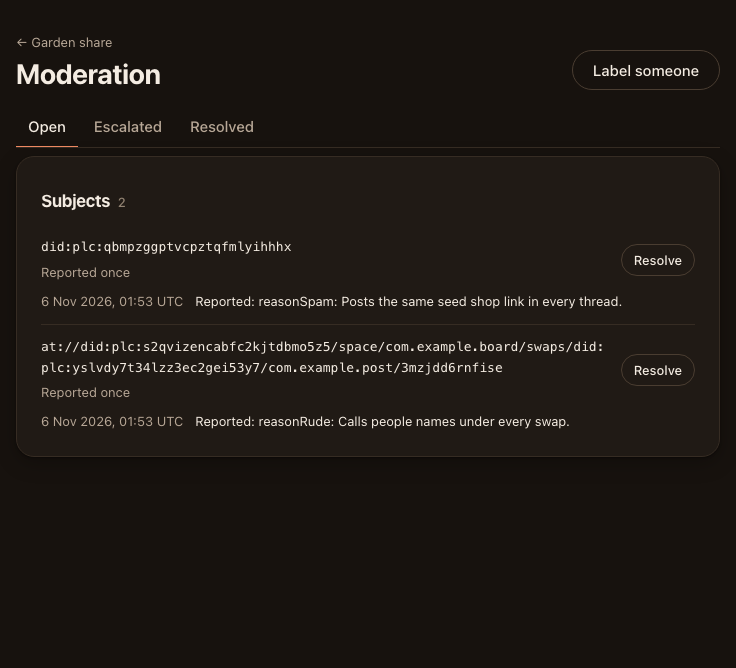 ← Garden share
Moderation
Label someone
Open
Escalated
Resolved
Subjects 2
did:plc:qbmpzggptvcpztqfmlyihhhx
Reported once
Resolve
6 Nov 2026, 01:53 UTC Reported: reasonSpam: Posts the same seed shop link in every thread.
at://did:plc:s2qvizencabfc2kjtdbmo5z5/space/com.example.board/swaps/did:
plc:yslvdy7t34lzz3ec2gei53y7/com.example.post/3mzjdd6rnfise
Resolve
Reported once
6 Nov 2026, 01:53 UTC Reported: reasonRude: Calls people names under every swap.